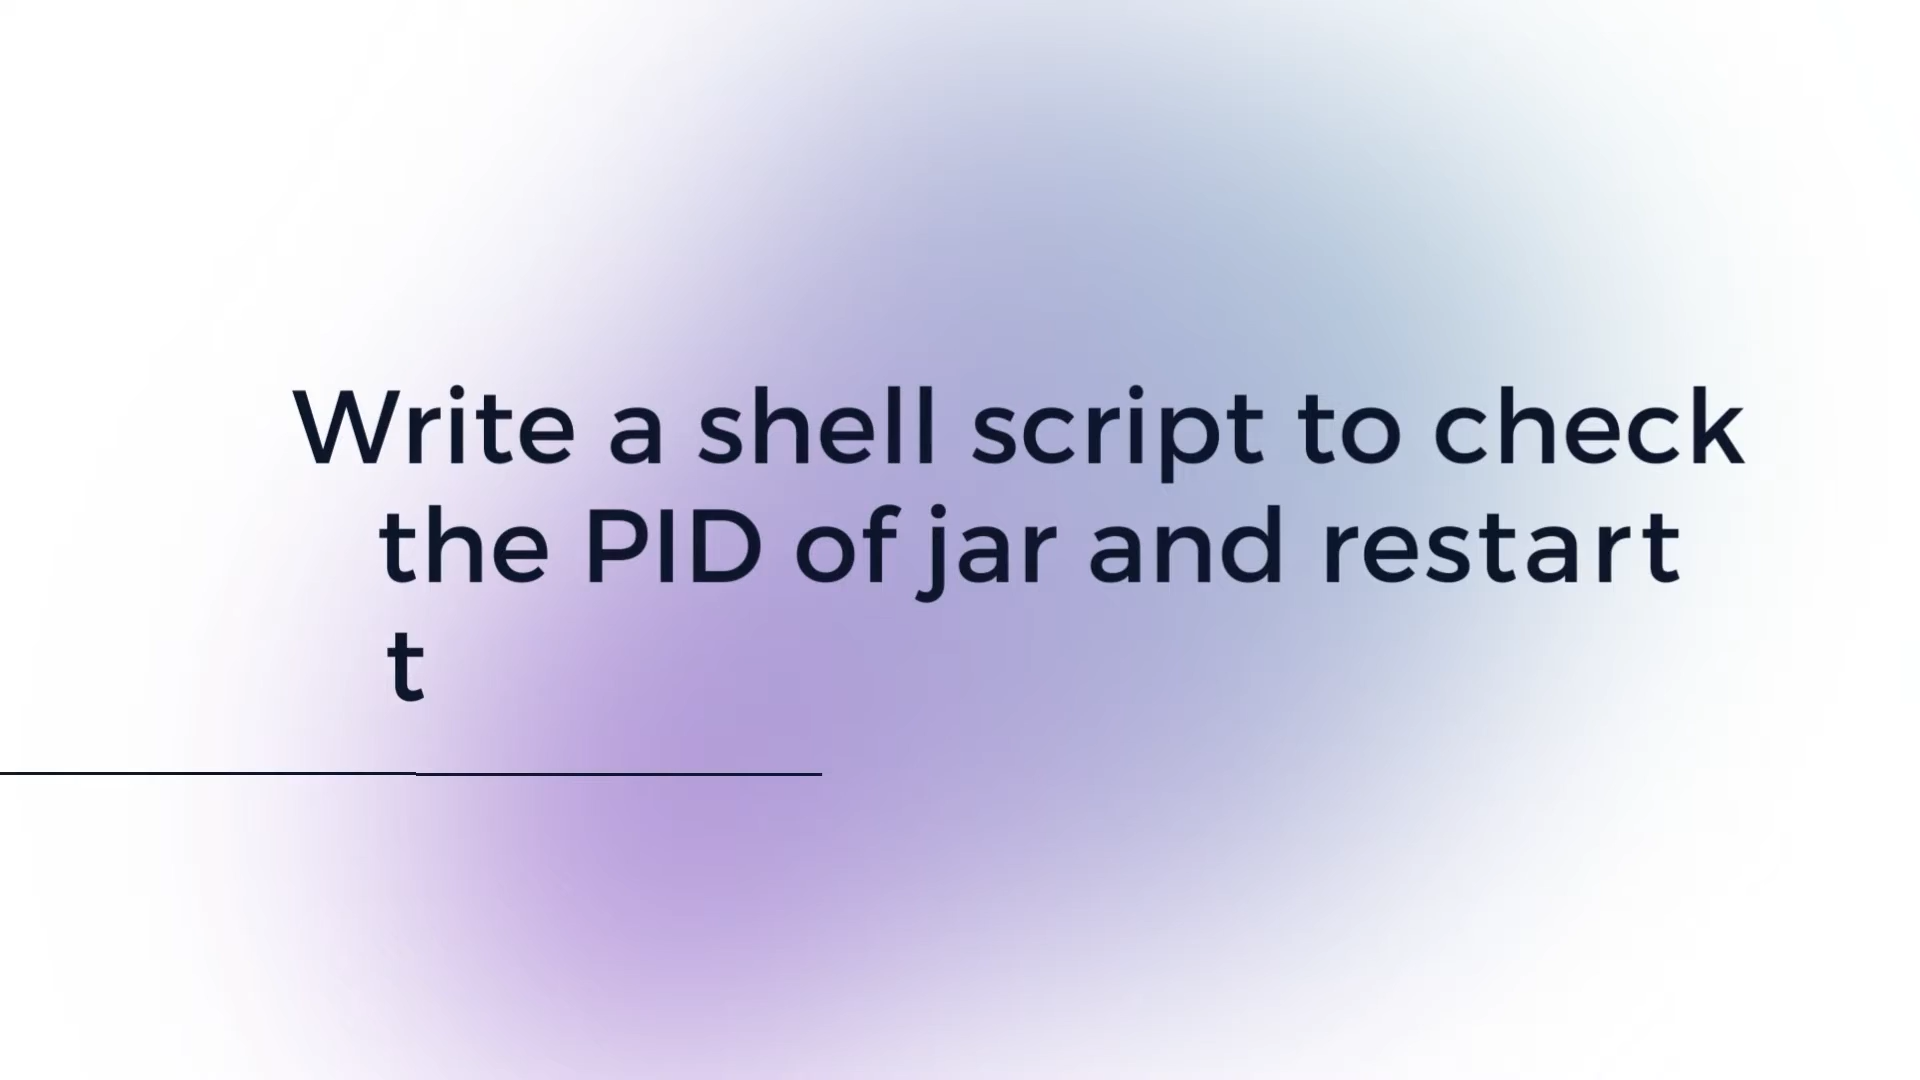 Write a shell script to check
the PID of jar and restart
t